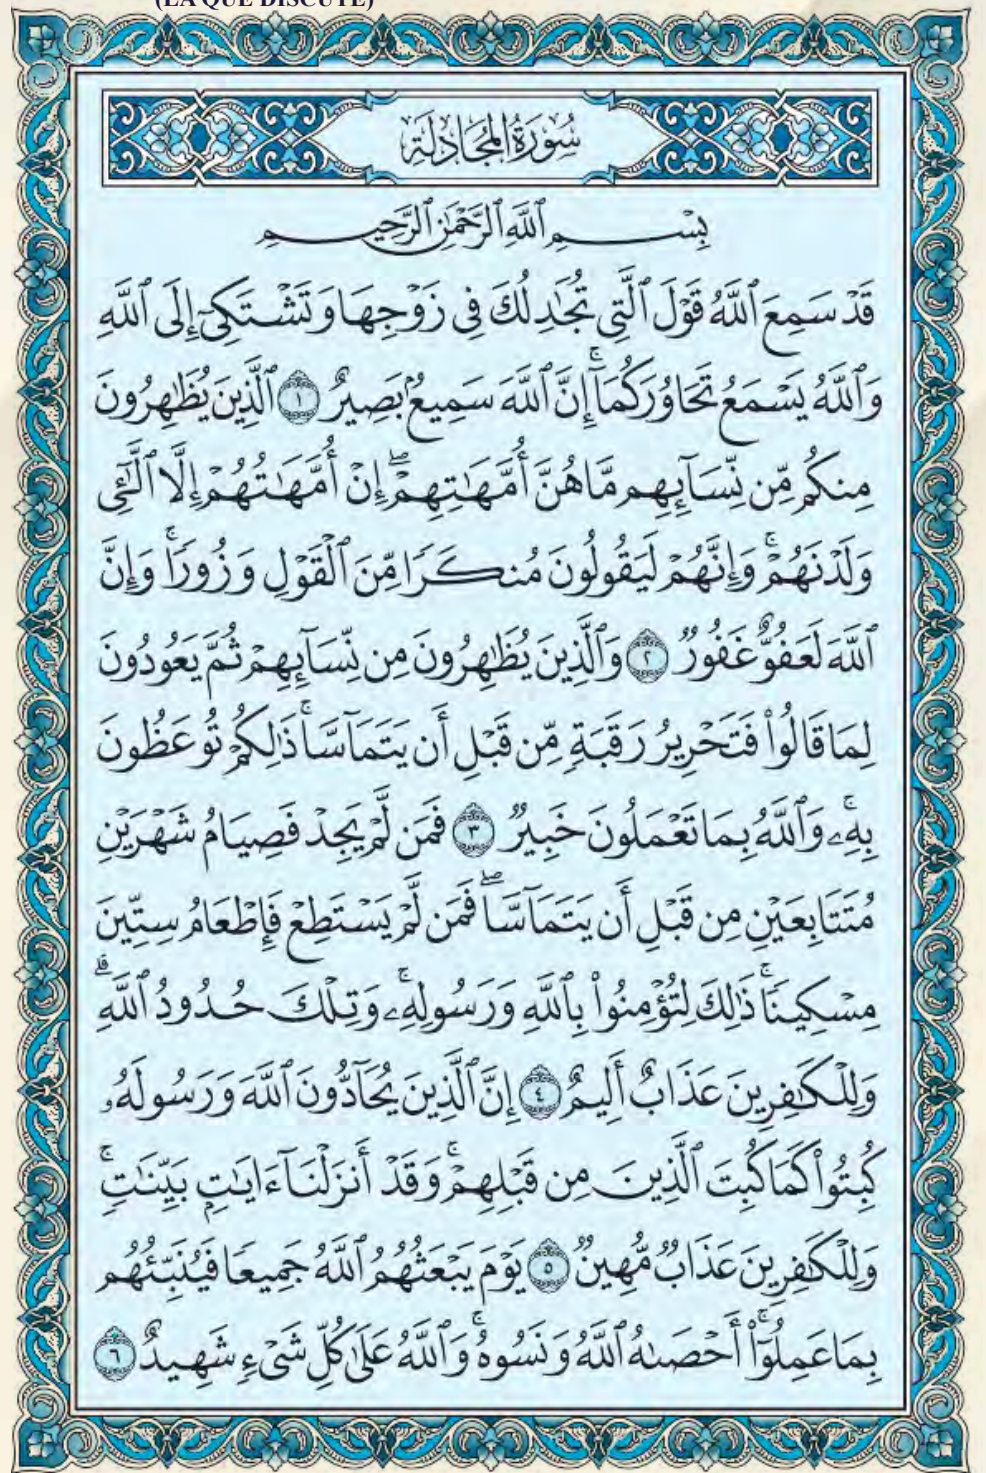 (LA QUE DISCUTE)
سُورَةُ المُجَادلَة
بِسْمِ ٱللَّهِ ٱلرَّحْمَٰنِ ٱلرَّحِيمِ
قَدْ سَمِعَ ٱللَّهُ قَوْلَ ٱلَّتِى تُجَٰدِلُكَ فِى زَوْجِهَا وَتَشْتَكِىٓ إِلَى ٱللَّهِ
وَٱللَّهُ يَسْمَعُ تَحَاوُرَكُمَآ ۚ إِنَّ ٱللَّهَ سَمِيعٌۢ بَصِيرٌ ١ ٱلَّذِينَ يُظَٰهِرُونَ
مِنكُم مِّن نِّسَآئِهِم مَّا هُنَّ أُمَّهَٰتِهِمْ ۖ إِنْ أُمَّهَٰتُهُمْ إِلَّا ٱلَّٰٓـِٔى
وَلَدْنَهُمْ ۚ وَإِنَّهُمْ لَيَقُولُونَ مُنكَرًا مِّنَ ٱلْقَوْلِ وَزُورًا ۚ وَإِنَّ
ٱللَّهَ لَعَفُوٌّ غَفُورٌ ٢ وَٱلَّذِينَ يُظَٰهِرُونَ مِن نِّسَآئِهِمْ ثُمَّ يَعُودُونَ
لِمَا قَالُوا۟ فَتَحْرِيرُ رَقَبَةٍ مِّن قَبْلِ أَن يَتَمَآسَّا ۚ ذَٰلِكُمْ تُوعَظُونَ
بِهِۦ ۚ وَٱللَّهُ بِمَا تَعْمَلُونَ خَبِيرٌ ٣ فَمَن لَّمْ يَجِدْ فَصِيَامُ شَهْرَيْنِ
مُتَتَابِعَيْنِ مِن قَبْلِ أَن يَتَمَآسَّا ۖ فَمَن لَّمْ يَسْتَطِعْ فَإِطْعَامُ سِتِّينَ
مِسْكِينًا ۚ ذَٰلِكَ لِتُؤْمِنُوا۟ بِٱللَّهِ وَرَسُولِهِۦ ۚ وَتِلْكَ حُدُودُ ٱللَّهِ ۗ
وَلِلْكَٰفِرِينَ عَذَابٌ أَلِيمٌ ٤ إِنَّ ٱلَّذِينَ يُحَآدُّونَ ٱللَّهَ وَرَسُولَهُۥ
كُبِتُوا۟ كَمَا كُبِتَ ٱلَّذِينَ مِن قَبْلِهِمْ ۚ وَقَدْ أَنزَلْنَآ ءَايَٰتٍۭ بَيِّنَٰتٍ ۚ
وَلِلْكَٰفِرِينَ عَذَابٌ مُّهِينٌ ٥ يَوْمَ يَبْعَثُهُمُ ٱللَّهُ جَمِيعًا فَيُنَبِّئُهُم
بِمَا عَمِلُوٓا۟ ۚ أَحْصَىٰهُ ٱللَّهُ وَنَسُوهُ ۚ وَٱللَّهُ عَلَىٰ كُلِّ شَىْءٍ شَهِيدٌ ٦